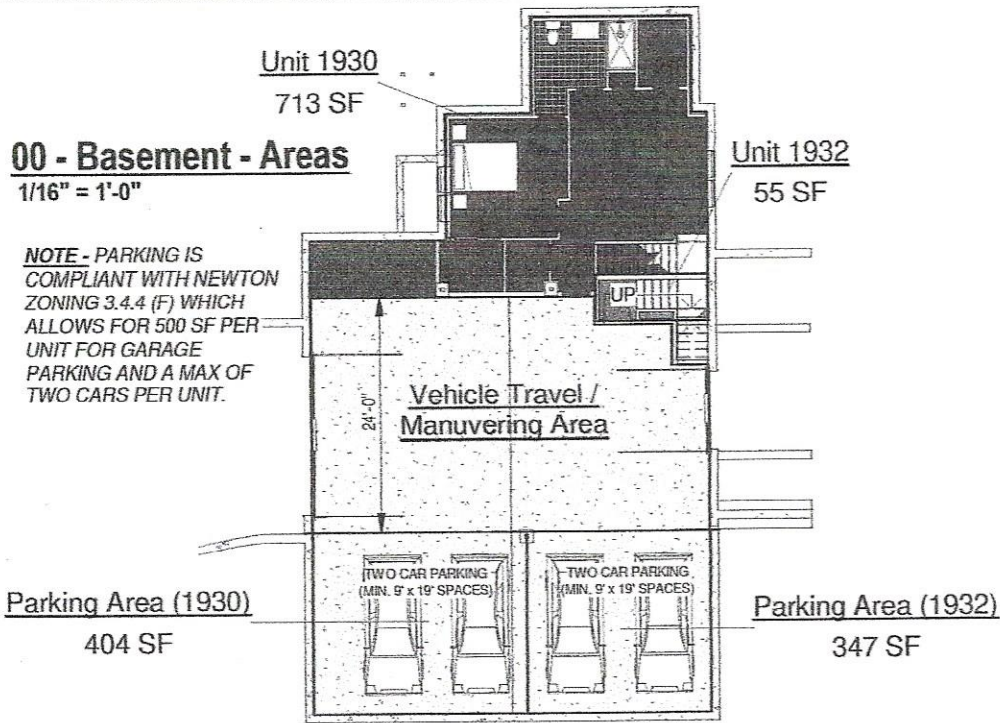 Unit 1930
713 SF
00 - Basement - Areas
1/16" = 1'-0"
Unit 1932
55 SF
NOTE - PARKING IS
COMPLIANT WITH NEWTON
ZONING 3.4.4 (F) WHICH
ALLOWS FOR 500 SF PER
UNIT FOR GARAGE
PARKING AND A MAX OF
TWO CARS PER UNIT.
UP
24'-0"
Vehicle Travel /
Manuvering Area
TWO CAR PARKING
(MIN. 9' x 19' SPACES)
TWO CAR PARKING
(MIN. 9' x 19' SPACES)
Parking Area (1930)
404 SF
Parking Area (1932)
347 SF